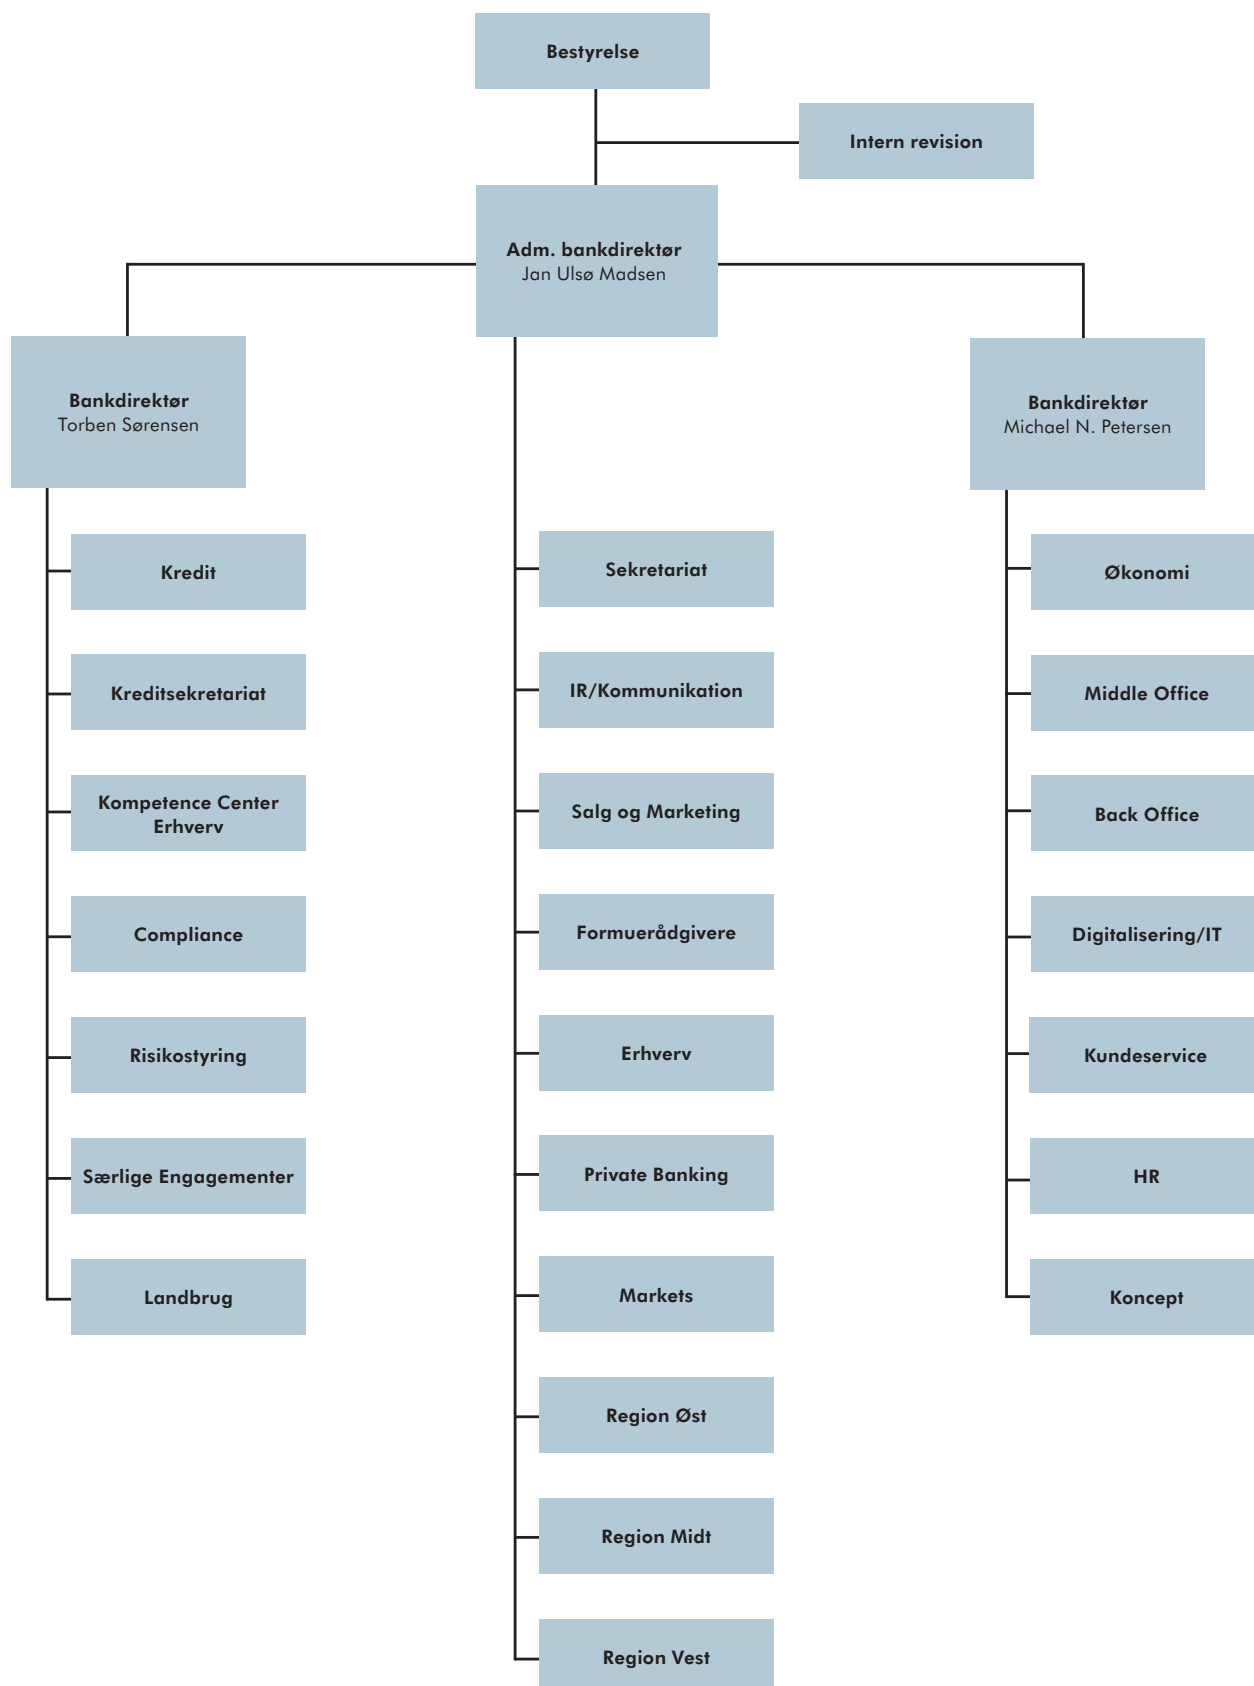 Bestyrelse
Intern revision
Adm. bankdirektør
Jan Ulsø Madsen
Bankdirektør
Torben Sørensen
Bankdirektør
Michael N. Petersen
Kredit
Kreditsekretariat
Kompetence Center
Erhverv
Compliance
Risikostyring
Særlige Engagementer
Landbrug
Sekretariat
IR/Kommunikation
Salg og Marketing
Formuerådgivere
Erhverv
Private Banking
Markets
Region Øst
Region Midt
Region Vest
Økonomi
Middle Office
Back Office
Digitalisering/IT
Kundeservice
HR
Koncept